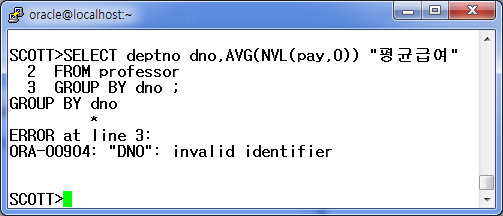 oracle@localhost:~
SCOTT>SELECT deptno dno,AVG(NVL(pay,0)) "평균급여"
2 FROM professor
3 GROUP BY dno ;
GROUP BY dno
*
ERROR at line 3:
ORA-00904: "DNO": invalid identifier
SCOTT>